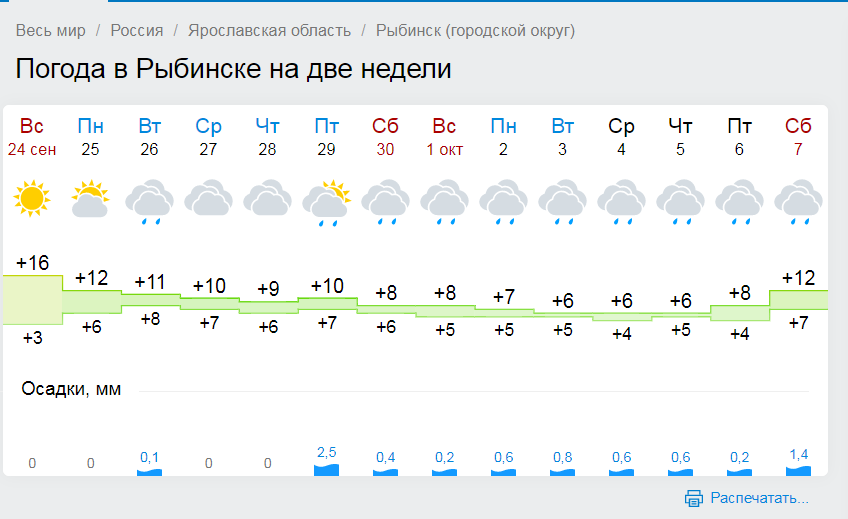 Весь мир / Россия / Ярославская область / Рыбинск (городской округ)
Погода в Рыбинске на две недели
Вс Пн Вт Ср Чт Пт Сб Вс Пн Вт Ср Чт Пт Сб
24 сен 25 26 27 28 29 30 1 окт 2 3 4 5 6 7
+16 +12 +11 +10 +9 +10 +8 +8 +7 +6 +6 +6 +8 +12
+3 +6 +8 +7 +6 +7 +6 +5 +5 +5 +4 +5 +4 +7
Осадки, мм
0 0 0,1 0 0 2,5 0,4 0,2 0,6 0,8 0,6 0,6 0,2 1,4
Распечатать...